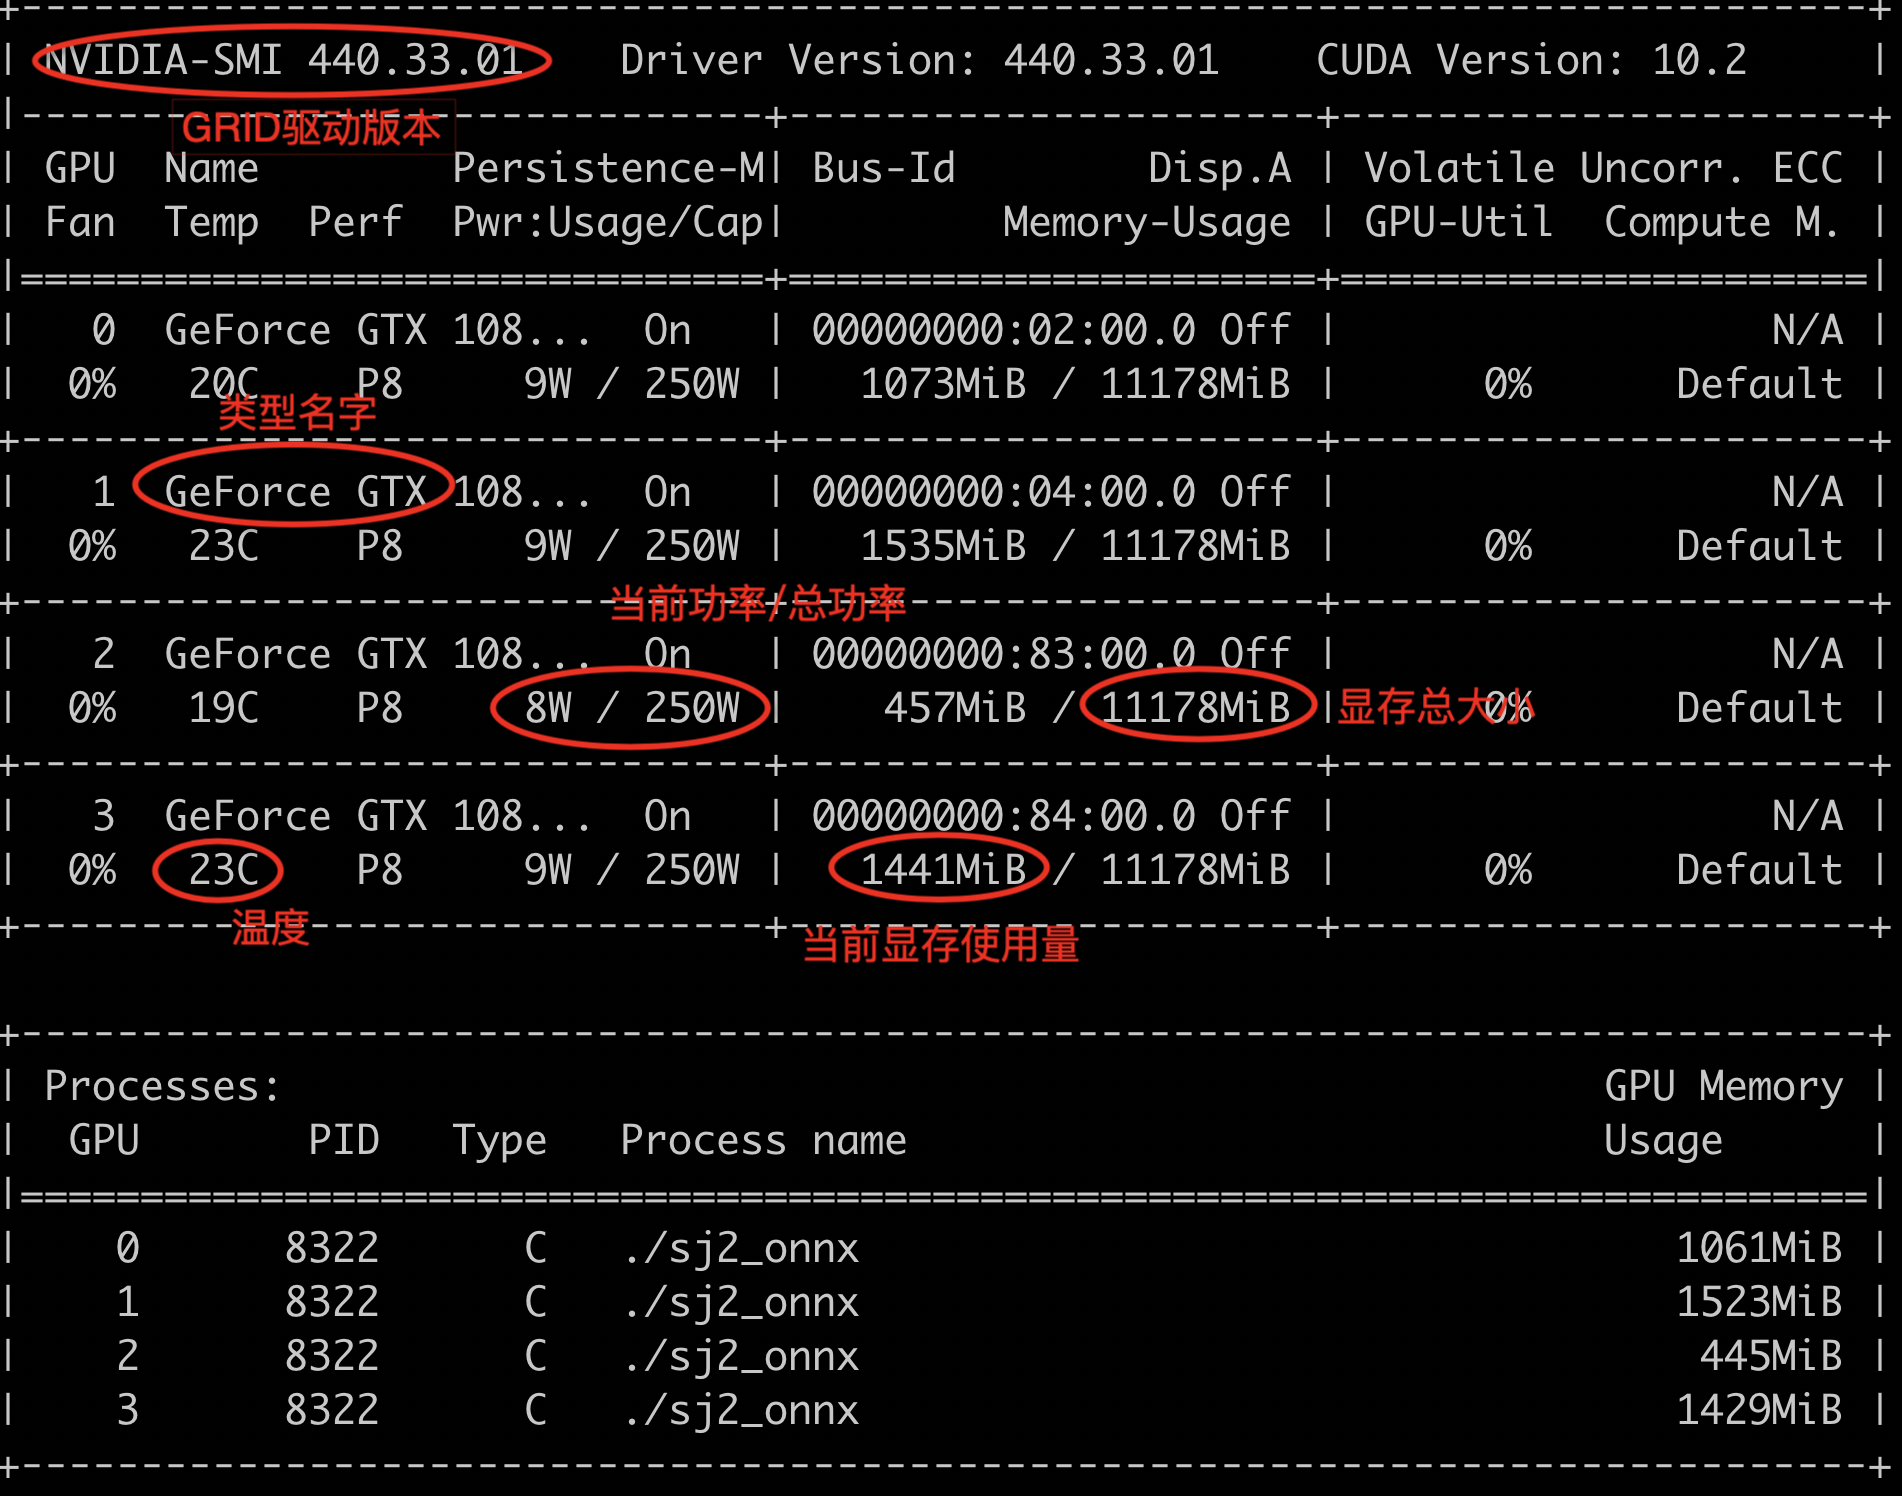 NVIDIA-SMI 440.33.01 Driver Version: 440.33.01 CUDA Version: 10.2
GRID驱动版本
GPU Name Persistence-M| Bus-Id Disp.A | Volatile Uncorr. ECC
Fan Temp Perf Pwr:Usage/Cap| Memory-Usage | GPU-Util Compute M.
0 GeForce GTX 108... On | 00000000:02:00.0 Off | N/A
0% 20C P8 9W / 250W | 1073MiB / 11178MiB | 0% Default
类型名字
1 GeForce GTX 108... On | 00000000:04:00.0 Off | N/A
0% 23C P8 9W / 250W | 1535MiB / 11178MiB | 0% Default
当前功率/总功率
2 GeForce GTX 108... On | 00000000:83:00.0 Off | N/A
0% 19C P8 8W / 250W | 457MiB / 11178MiB | 0% Default
显存总大小
3 GeForce GTX 108... On | 00000000:84:00.0 Off | N/A
0% 23C P8 9W / 250W | 1441MiB / 11178MiB | 0% Default
温度
当前显存使用量
Processes: GPU Memory
GPU PID Type Process name Usage
0 8322 C ./sj2_onnx 1061MiB
1 8322 C ./sj2_onnx 1523MiB
2 8322 C ./sj2_onnx 445MiB
3 8322 C ./sj2_onnx 1429MiB